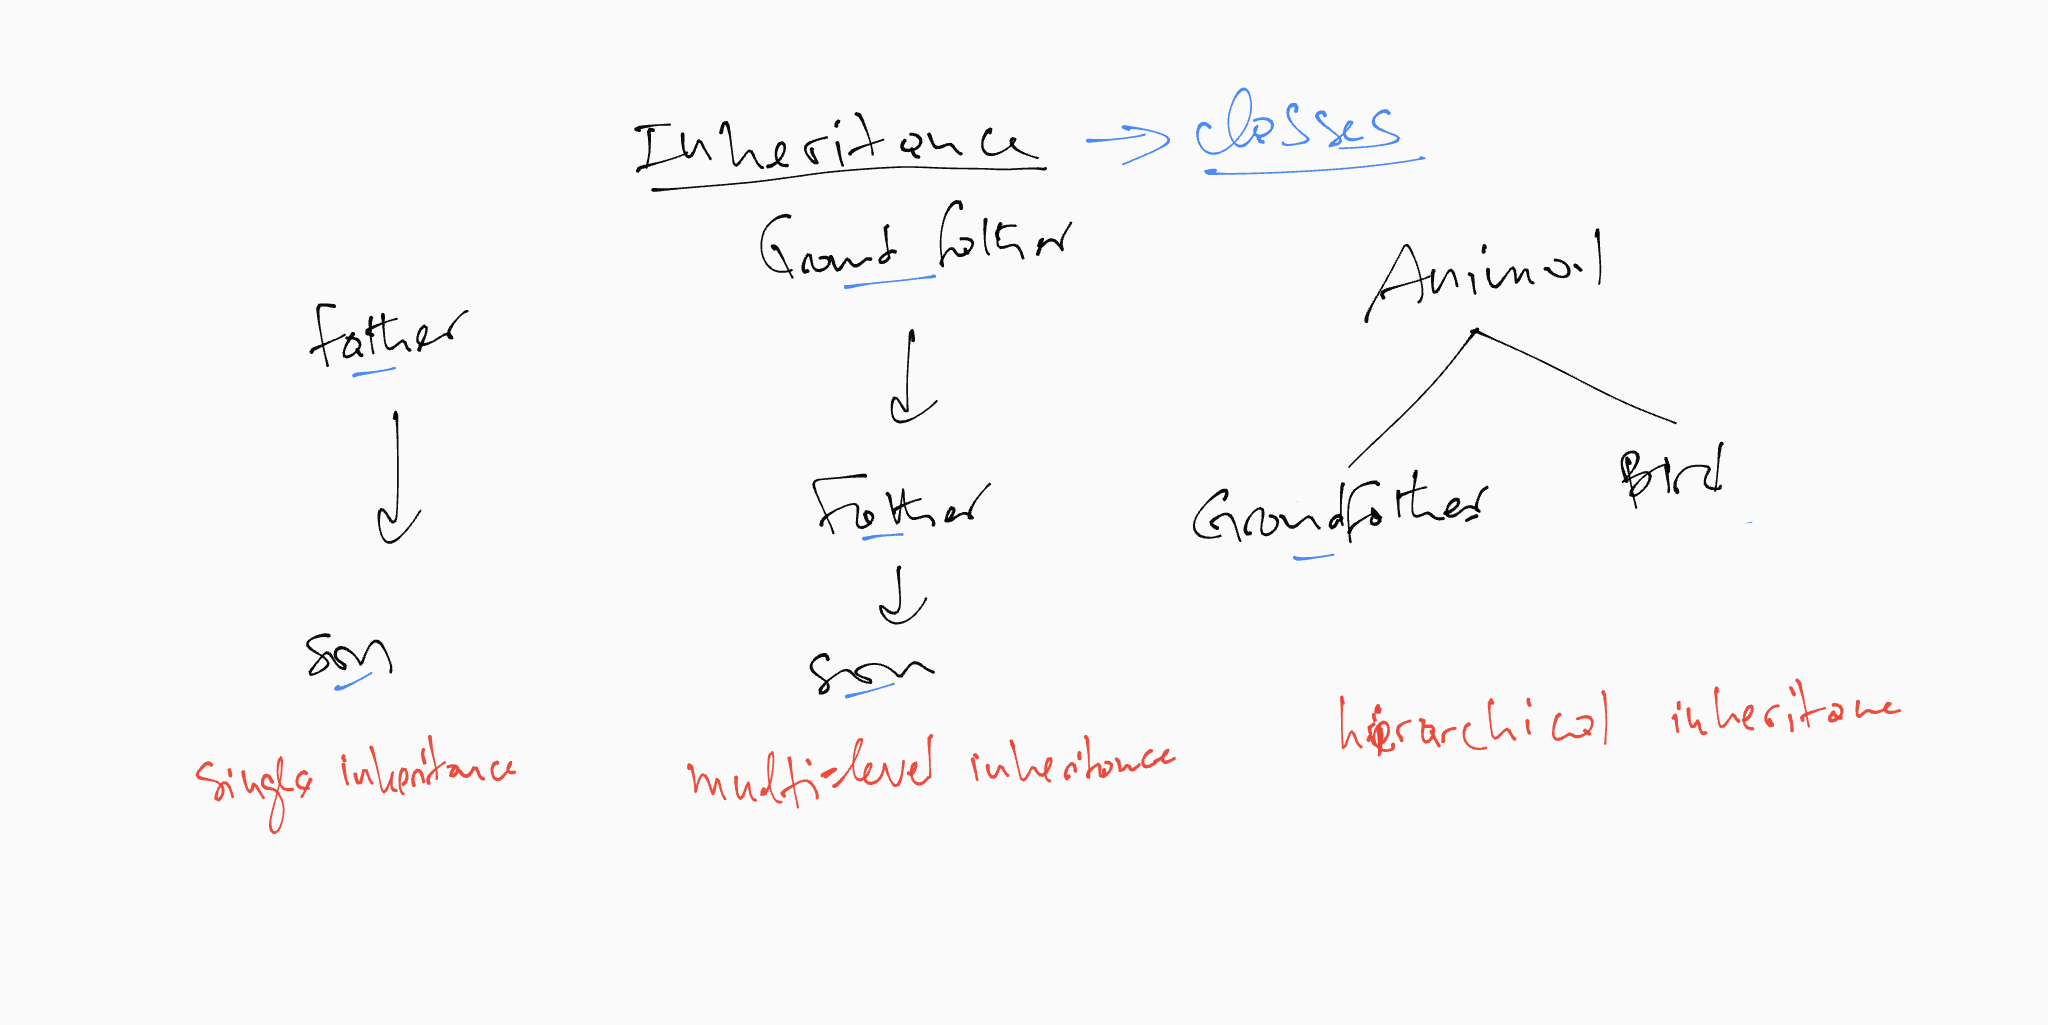 Inheritance → classes
Grand father
Animal
father
Father
Grandfather
Bird
son
son
single inheritance
multi-level inheritance
hierarchical inheritance